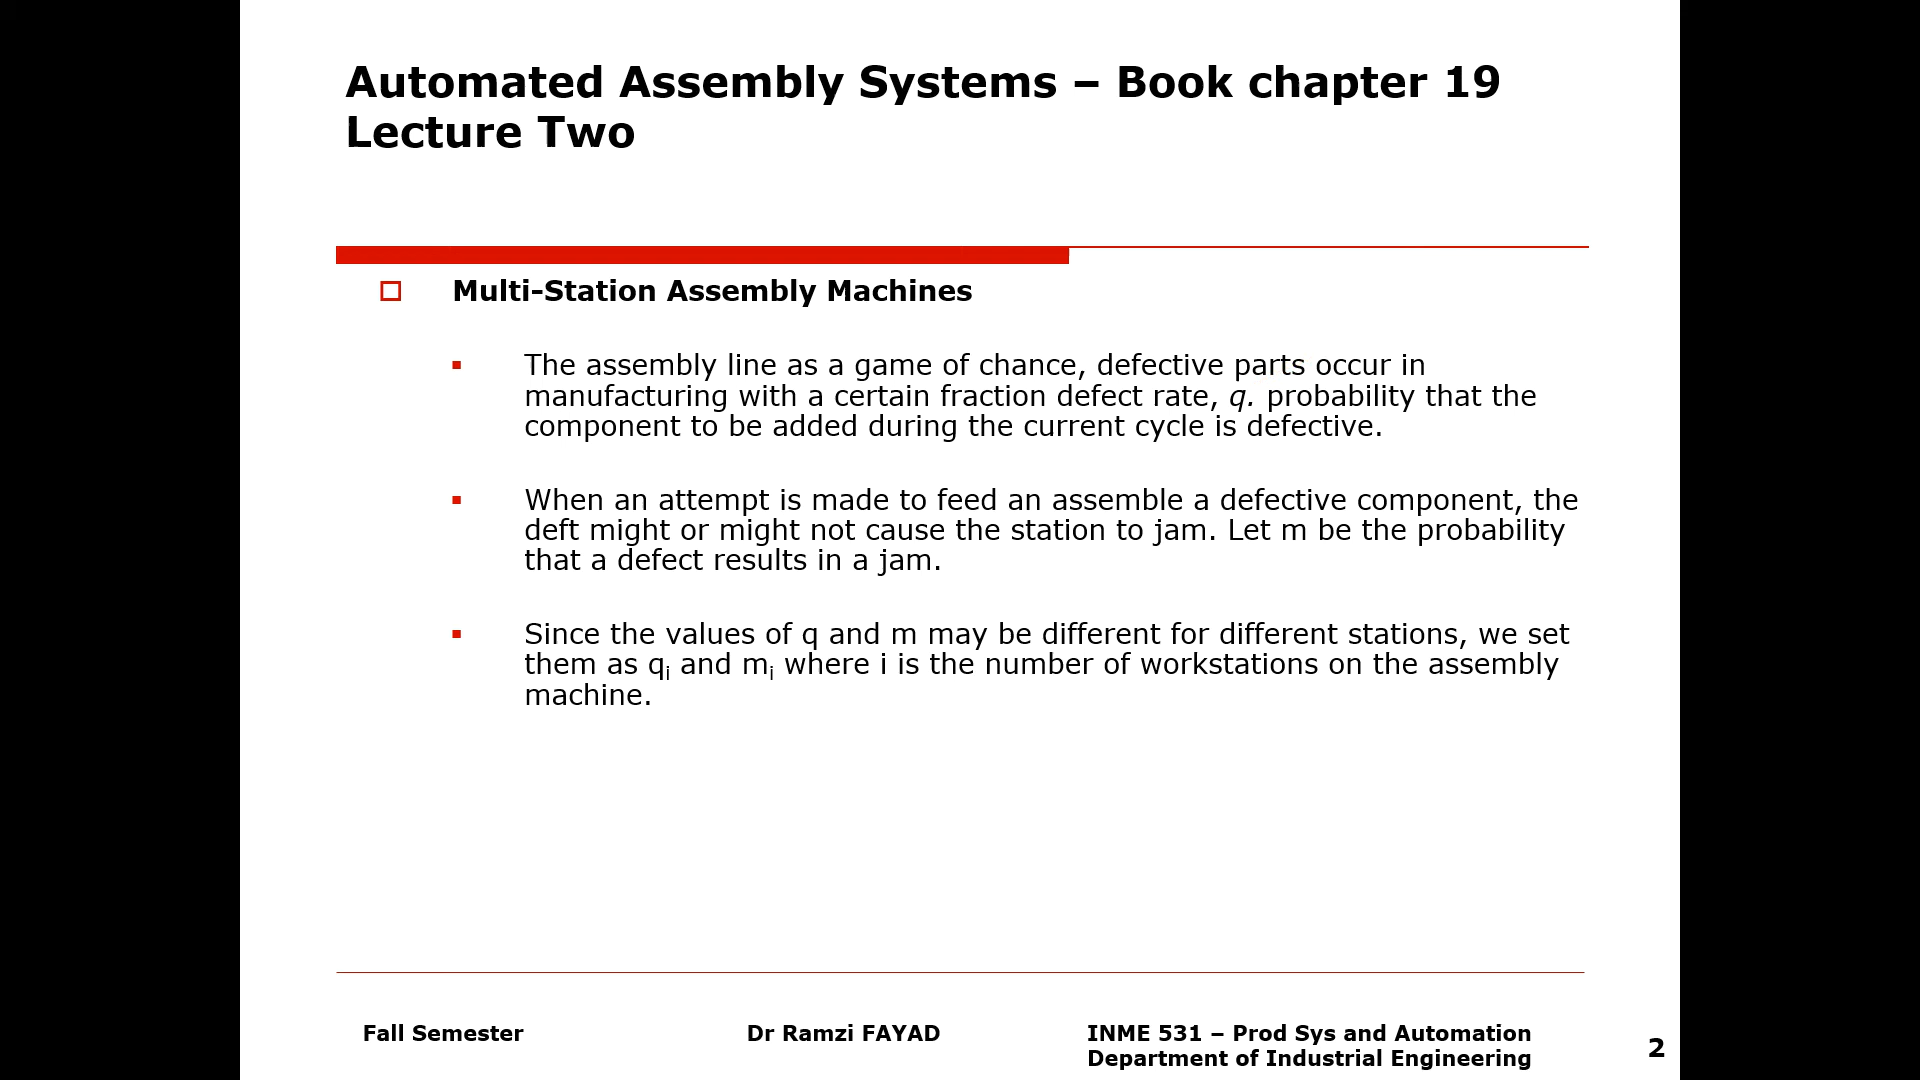 Automated Assembly Systems – Book chapter 19
Lecture Two
Multi-Station Assembly Machines
The assembly line as a game of chance, defective parts occur in
manufacturing with a certain fraction defect rate, q. probability that the
component to be added during the current cycle is defective.
When an attempt is made to feed an assemble a defective component, the
deft might or might not cause the station to jam. Let m be the probability
that a defect results in a jam.
Since the values of q and m may be different for different stations, we set
them as qi and mi where i is the number of workstations on the assembly
machine.
Fall Semester
Dr Ramzi FAYAD
INME 531 – Prod Sys and Automation
Department of Industrial Engineering
2